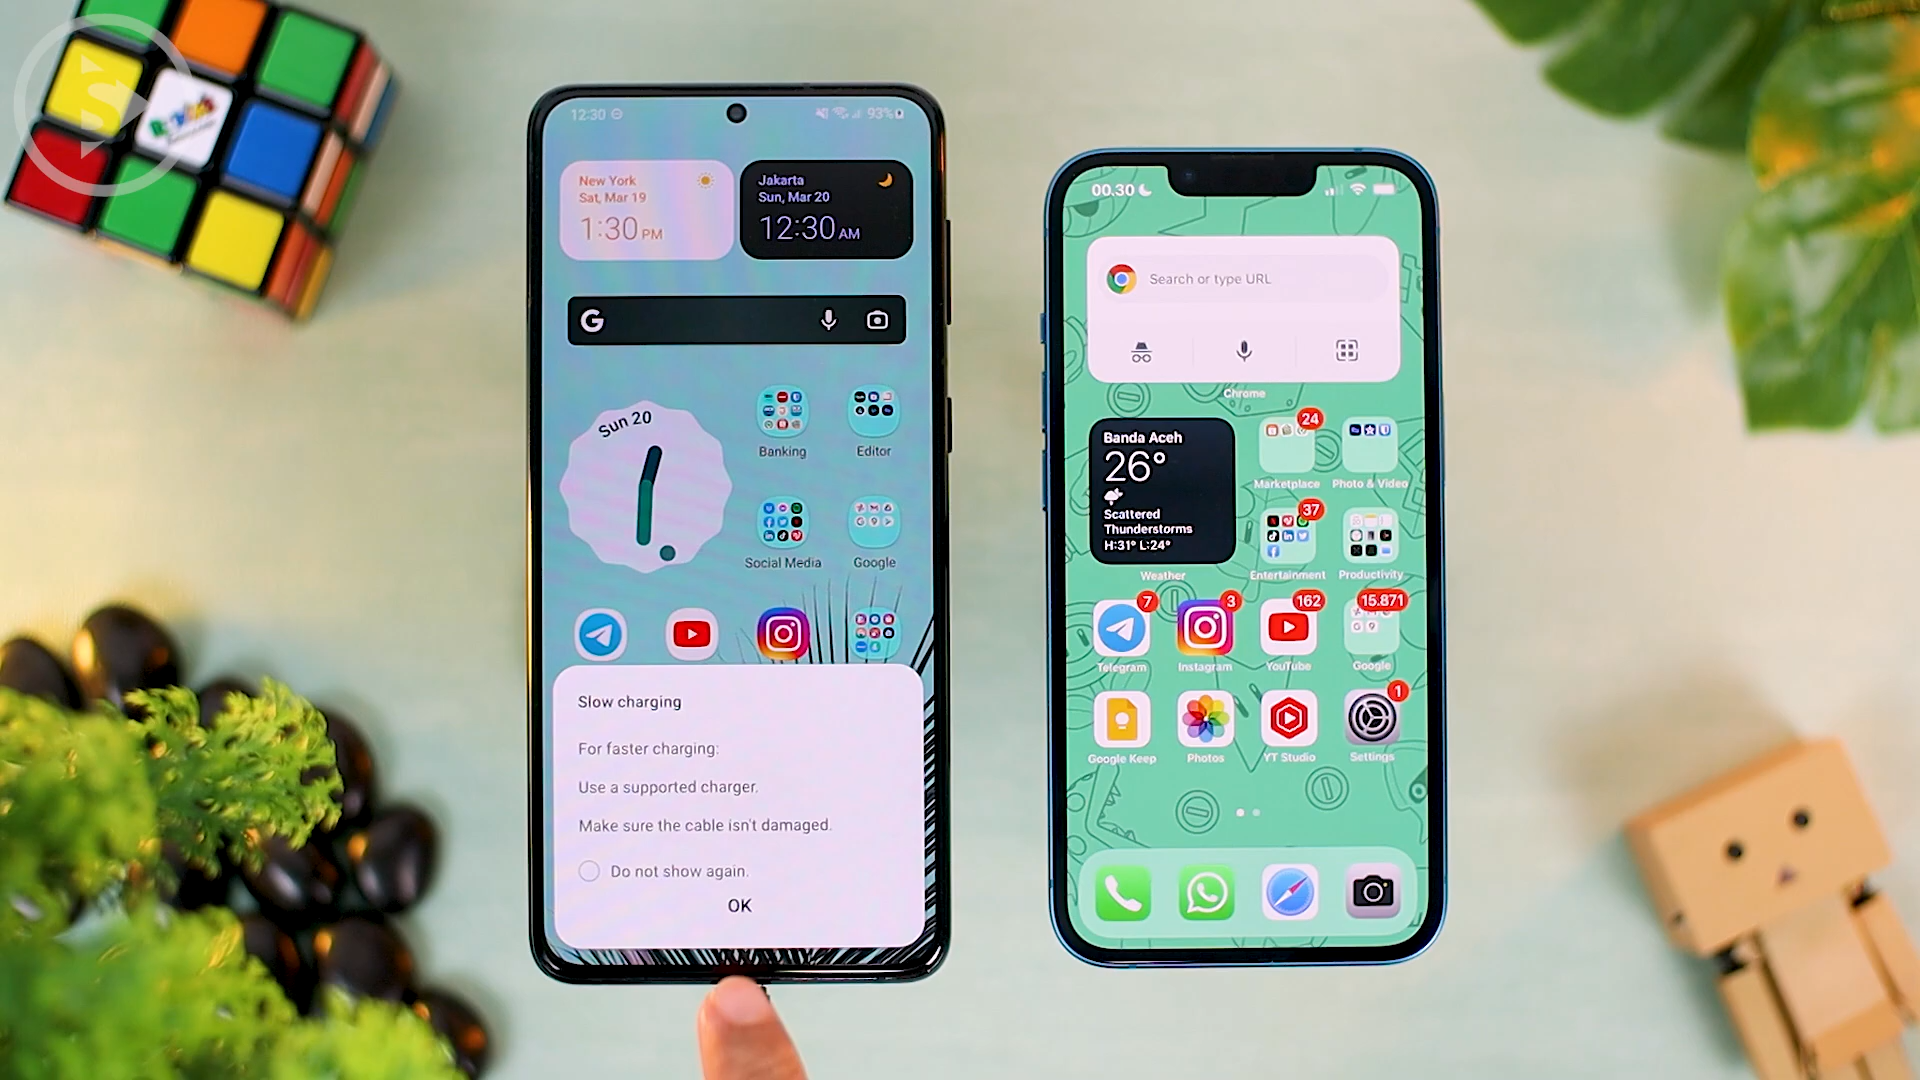 S
12:30
93%
New York
Sat, Mar 19
1:30 PM
Jakarta
Sun, Mar 20
12:30 AM
G
Sun 20
Banking
Editor
Social Media
Google
Slow charging
For faster charging:
Use a supported charger.
Make sure the cable isn't damaged.
Do not show again.
OK
00.30
Search or type URL
Chrome
Banda Aceh
26°
Scattered
Thunderstorms
H:31° L:24°
Weather
24
Marketplace
Photo & Video
37
Entertainment
Productivity
7
Telegram
3
Instagram
162
YouTube
15.871
Google
Google Keep
Photos
YT Studio
1
Settings